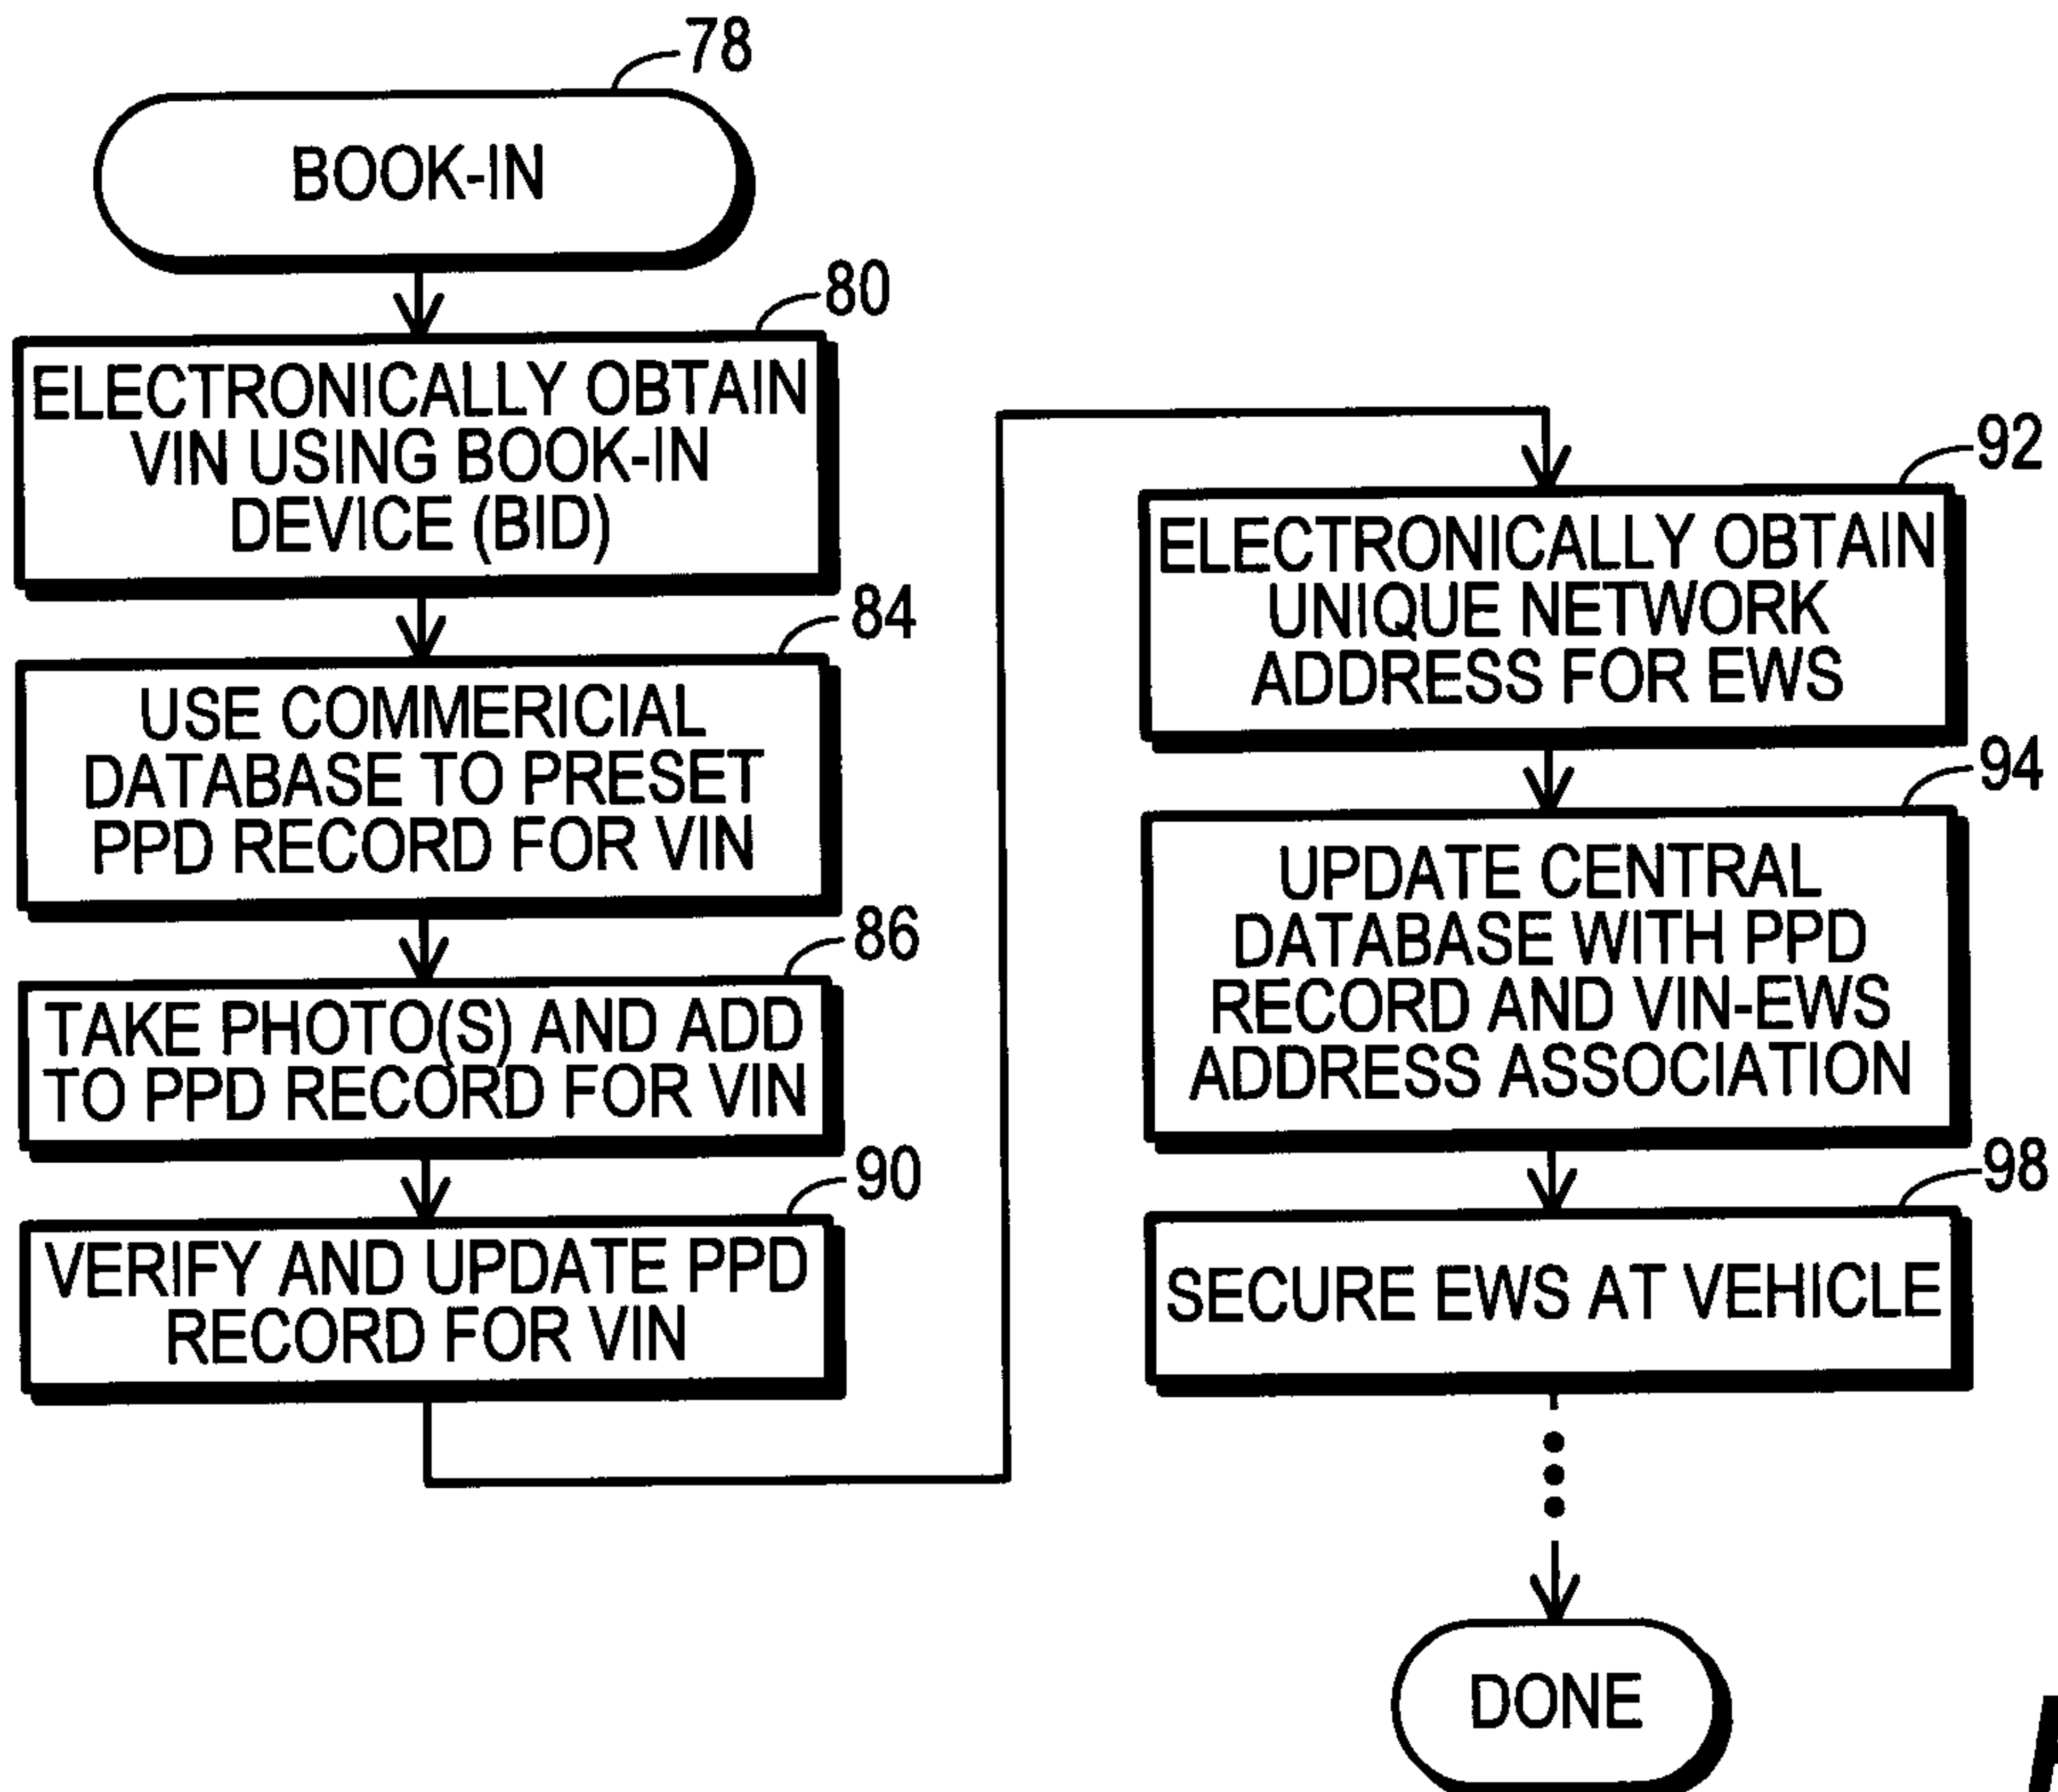 78
BOOK-IN
80
ELECTRONICALLY OBTAIN
VIN USING BOOK-IN
DEVICE (BID)
84
USE COMMERICIAL
DATABASE TO PRESET
PPD RECORD FOR VIN
86
TAKE PHOTO(S) AND ADD
TO PPD RECORD FOR VIN
90
VERIFY AND UPDATE PPD
RECORD FOR VIN
92
ELECTRONICALLY OBTAIN
UNIQUE NETWORK
ADDRESS FOR EWS
94
UPDATE CENTRAL
DATABASE WITH PPD
RECORD AND VIN-EWS
ADDRESS ASSOCIATION
98
SECURE EWS AT VEHICLE
DONE